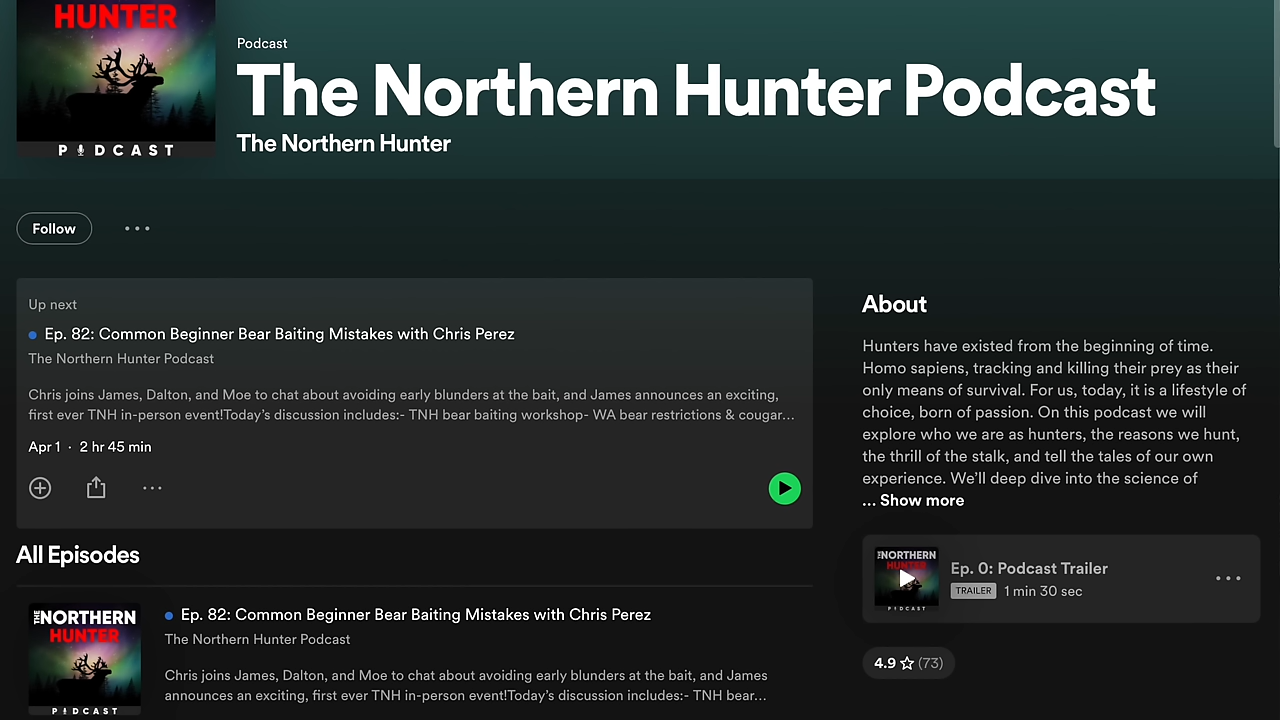 HUNTER
PODCAST
Podcast
The Northern Hunter Podcast
The Northern Hunter
Follow
Up next
Ep. 82: Common Beginner Bear Baiting Mistakes with Chris Perez
The Northern Hunter Podcast
Chris joins James, Dalton, and Moe to chat about avoiding early blunders at the bait, and James announces an exciting,
first ever TNH in-person event!Today's discussion includes:- TNH bear baiting workshop- WA bear restrictions & cougar...
Apr 1 · 2 hr 45 min
All Episodes
THE NORTHERN
HUNTER
PODCAST
Ep. 82: Common Beginner Bear Baiting Mistakes with Chris Perez
The Northern Hunter Podcast
Chris joins James, Dalton, and Moe to chat about avoiding early blunders at the bait, and James
announces an exciting, first ever TNH in-person event!Today's discussion includes:- TNH bear...
About
Hunters have existed from the beginning of time.
Homo sapiens, tracking and killing their prey as their
only means of survival. For us, today, it is a lifestyle of
choice, born of passion. On this podcast we will
explore who we are as hunters, the reasons we hunt,
the thrill of the stalk, and tell the tales of our own
experience. We'll deep dive into the science of
... Show more
THE NORTHERN
HUNTER
PODCAST
Ep. 0: Podcast Trailer
TRAILER 1 min 30 sec
4.9 (73)